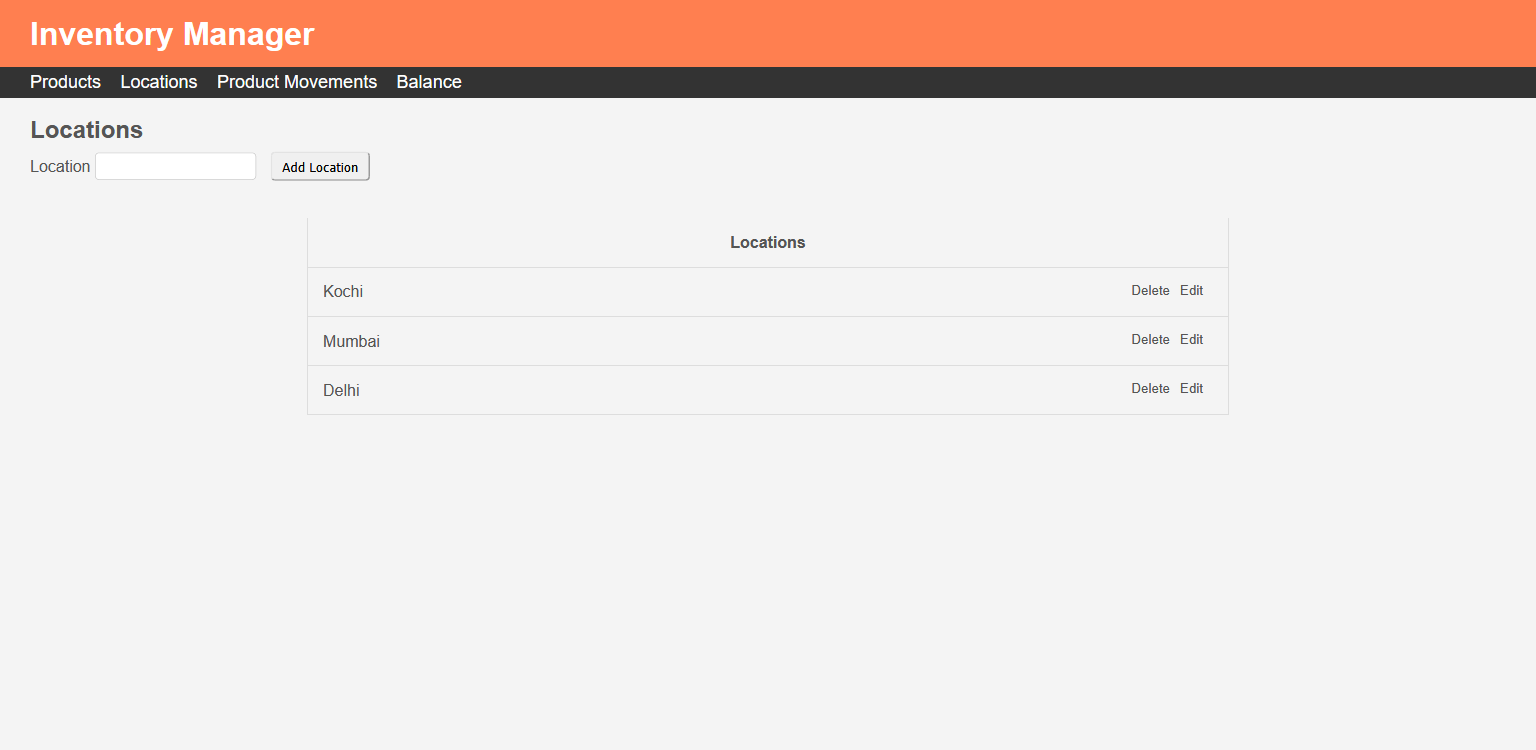 Inventory Manager
Products Locations Product Movements Balance
Locations
Location Add Location
Locations
Kochi Delete Edit
Mumbai Delete Edit
Delhi Delete Edit